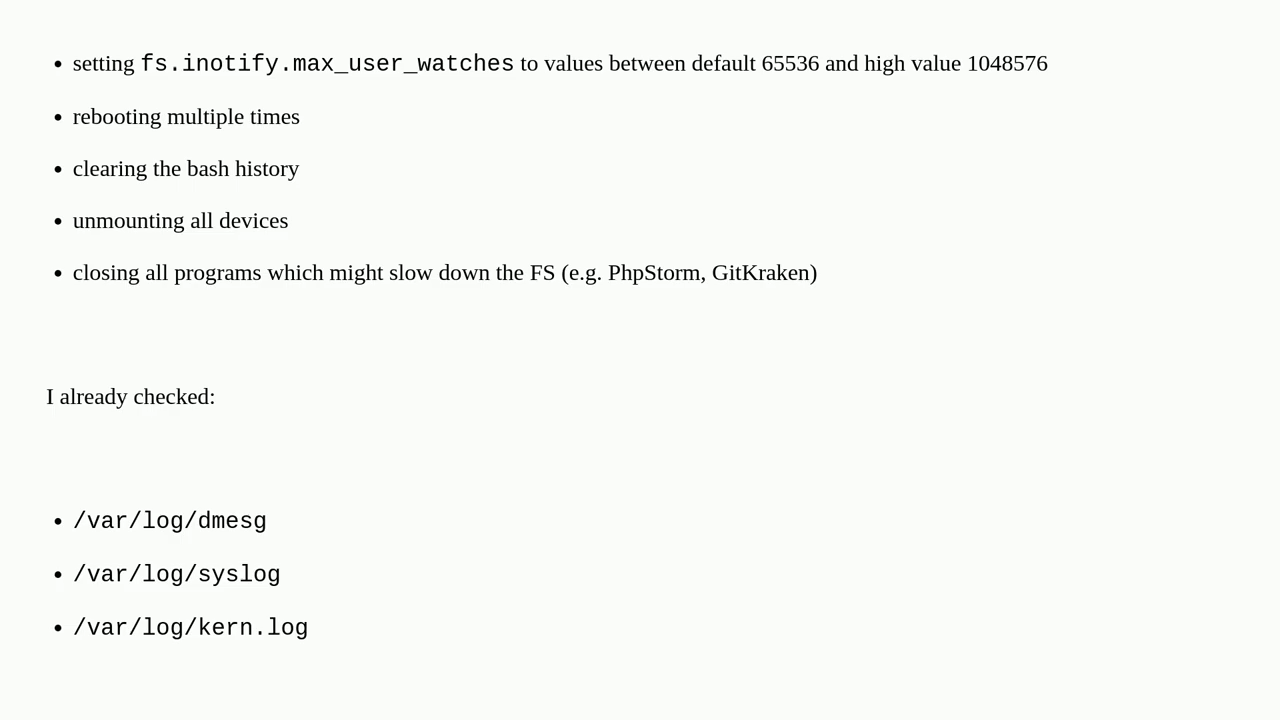 • setting fs.inotify.max_user_watches to values between default 65536 and high value 1048576
• rebooting multiple times
• clearing the bash history
• unmounting all devices
• closing all programs which might slow down the FS (e.g. PhpStorm, GitKraken)
I already checked:
• /var/log/dmesg
• /var/log/syslog
• /var/log/kern.log